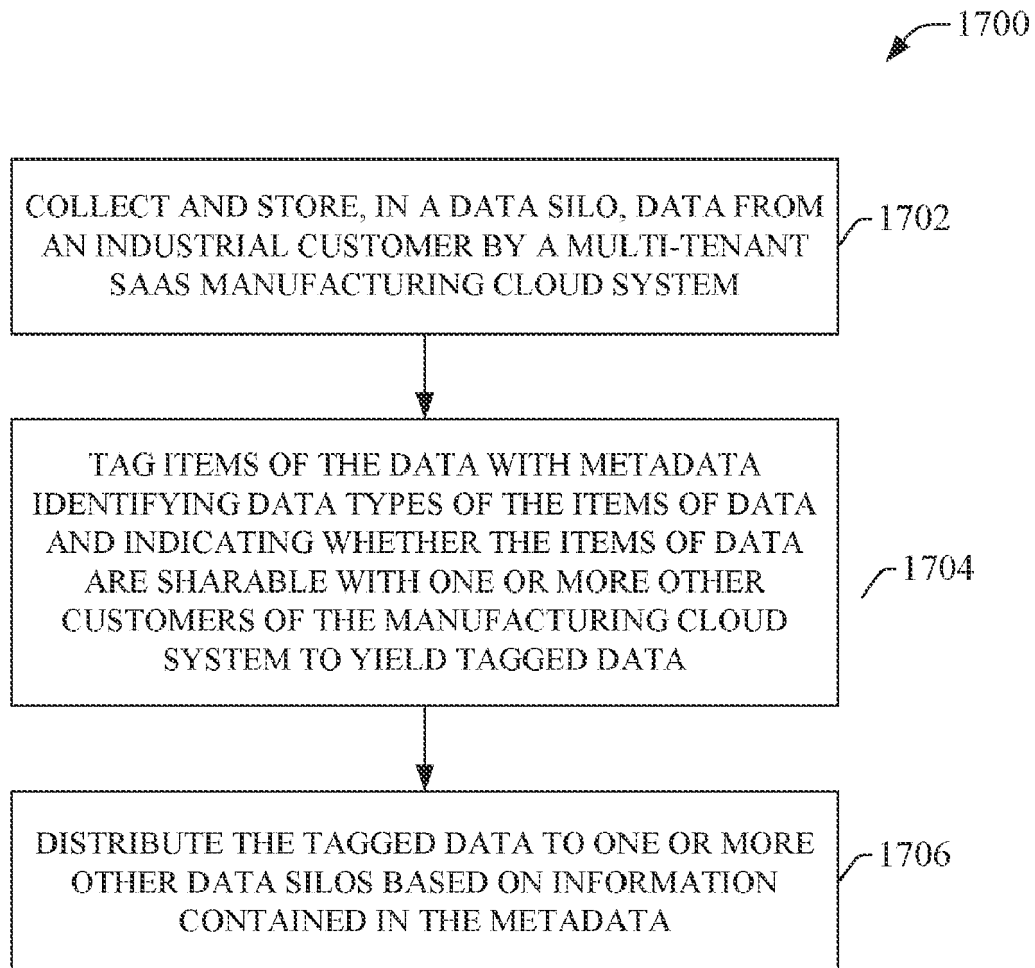 1700
COLLECT AND STORE, IN A DATA SILO, DATA FROM
AN INDUSTRIAL CUSTOMER BY A MULTI-TENANT
SAAS MANUFACTURING CLOUD SYSTEM
1702
TAG ITEMS OF THE DATA WITH METADATA
IDENTIFYING DATA TYPES OF THE ITEMS OF DATA
AND INDICATING WHETHER THE ITEMS OF DATA
ARE SHARABLE WITH ONE OR MORE OTHER
CUSTOMERS OF THE MANUFACTURING CLOUD
SYSTEM TO YIELD TAGGED DATA
1704
DISTRIBUTE THE TAGGED DATA TO ONE OR MORE
OTHER DATA SILOS BASED ON INFORMATION
CONTAINED IN THE METADATA
1706